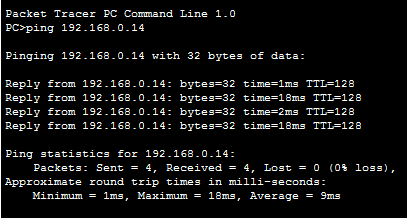 Packet Tracer PC Command Line 1.0
PC>ping 192.168.0.14
Pinging 192.168.0.14 with 32 bytes of data:
Reply from 192.168.0.14: bytes=32 time=1ms TTL=128
Reply from 192.168.0.14: bytes=32 time=18ms TTL=128
Reply from 192.168.0.14: bytes=32 time=2ms TTL=128
Reply from 192.168.0.14: bytes=32 time=18ms TTL=128
Ping statistics for 192.168.0.14:
Packets: Sent = 4, Received = 4, Lost = 0 (0% loss),
Approximate round trip times in milli-seconds:
Minimum = 1ms, Maximum = 18ms, Average = 9ms